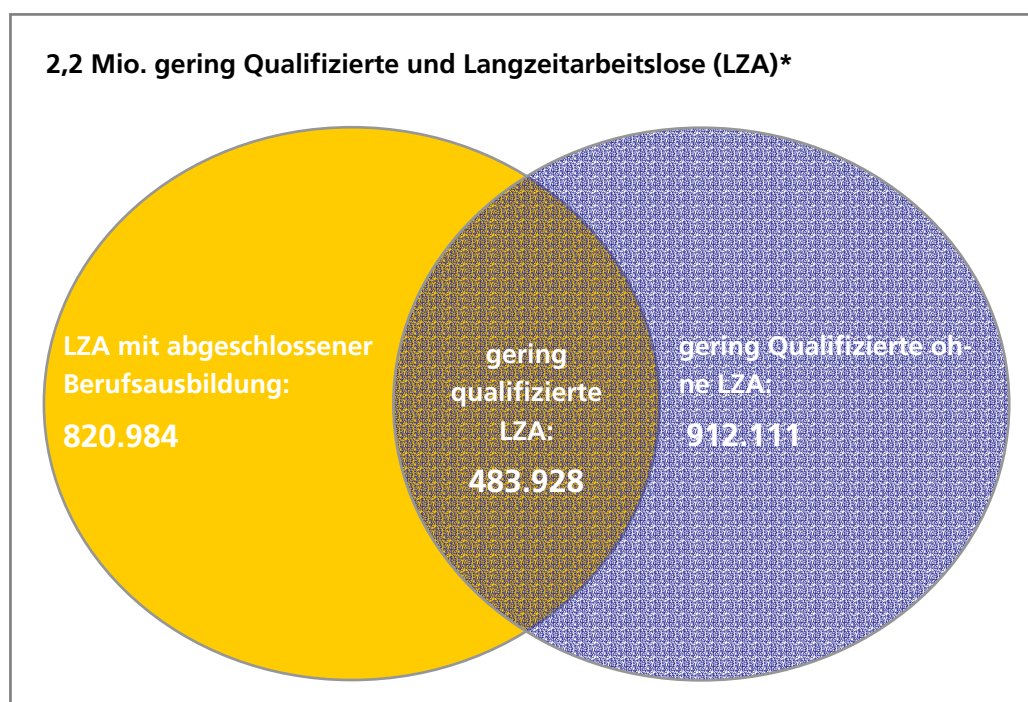 2,2 Mio. gering Qualifizierte und Langzeitarbeitslose (LZA)*
LZA mit abgeschlossener
Berufsausbildung:
820.984
gering
qualifizierte
LZA:
483.928
gering Qualifizierte oh-
ne LZA:
912.111